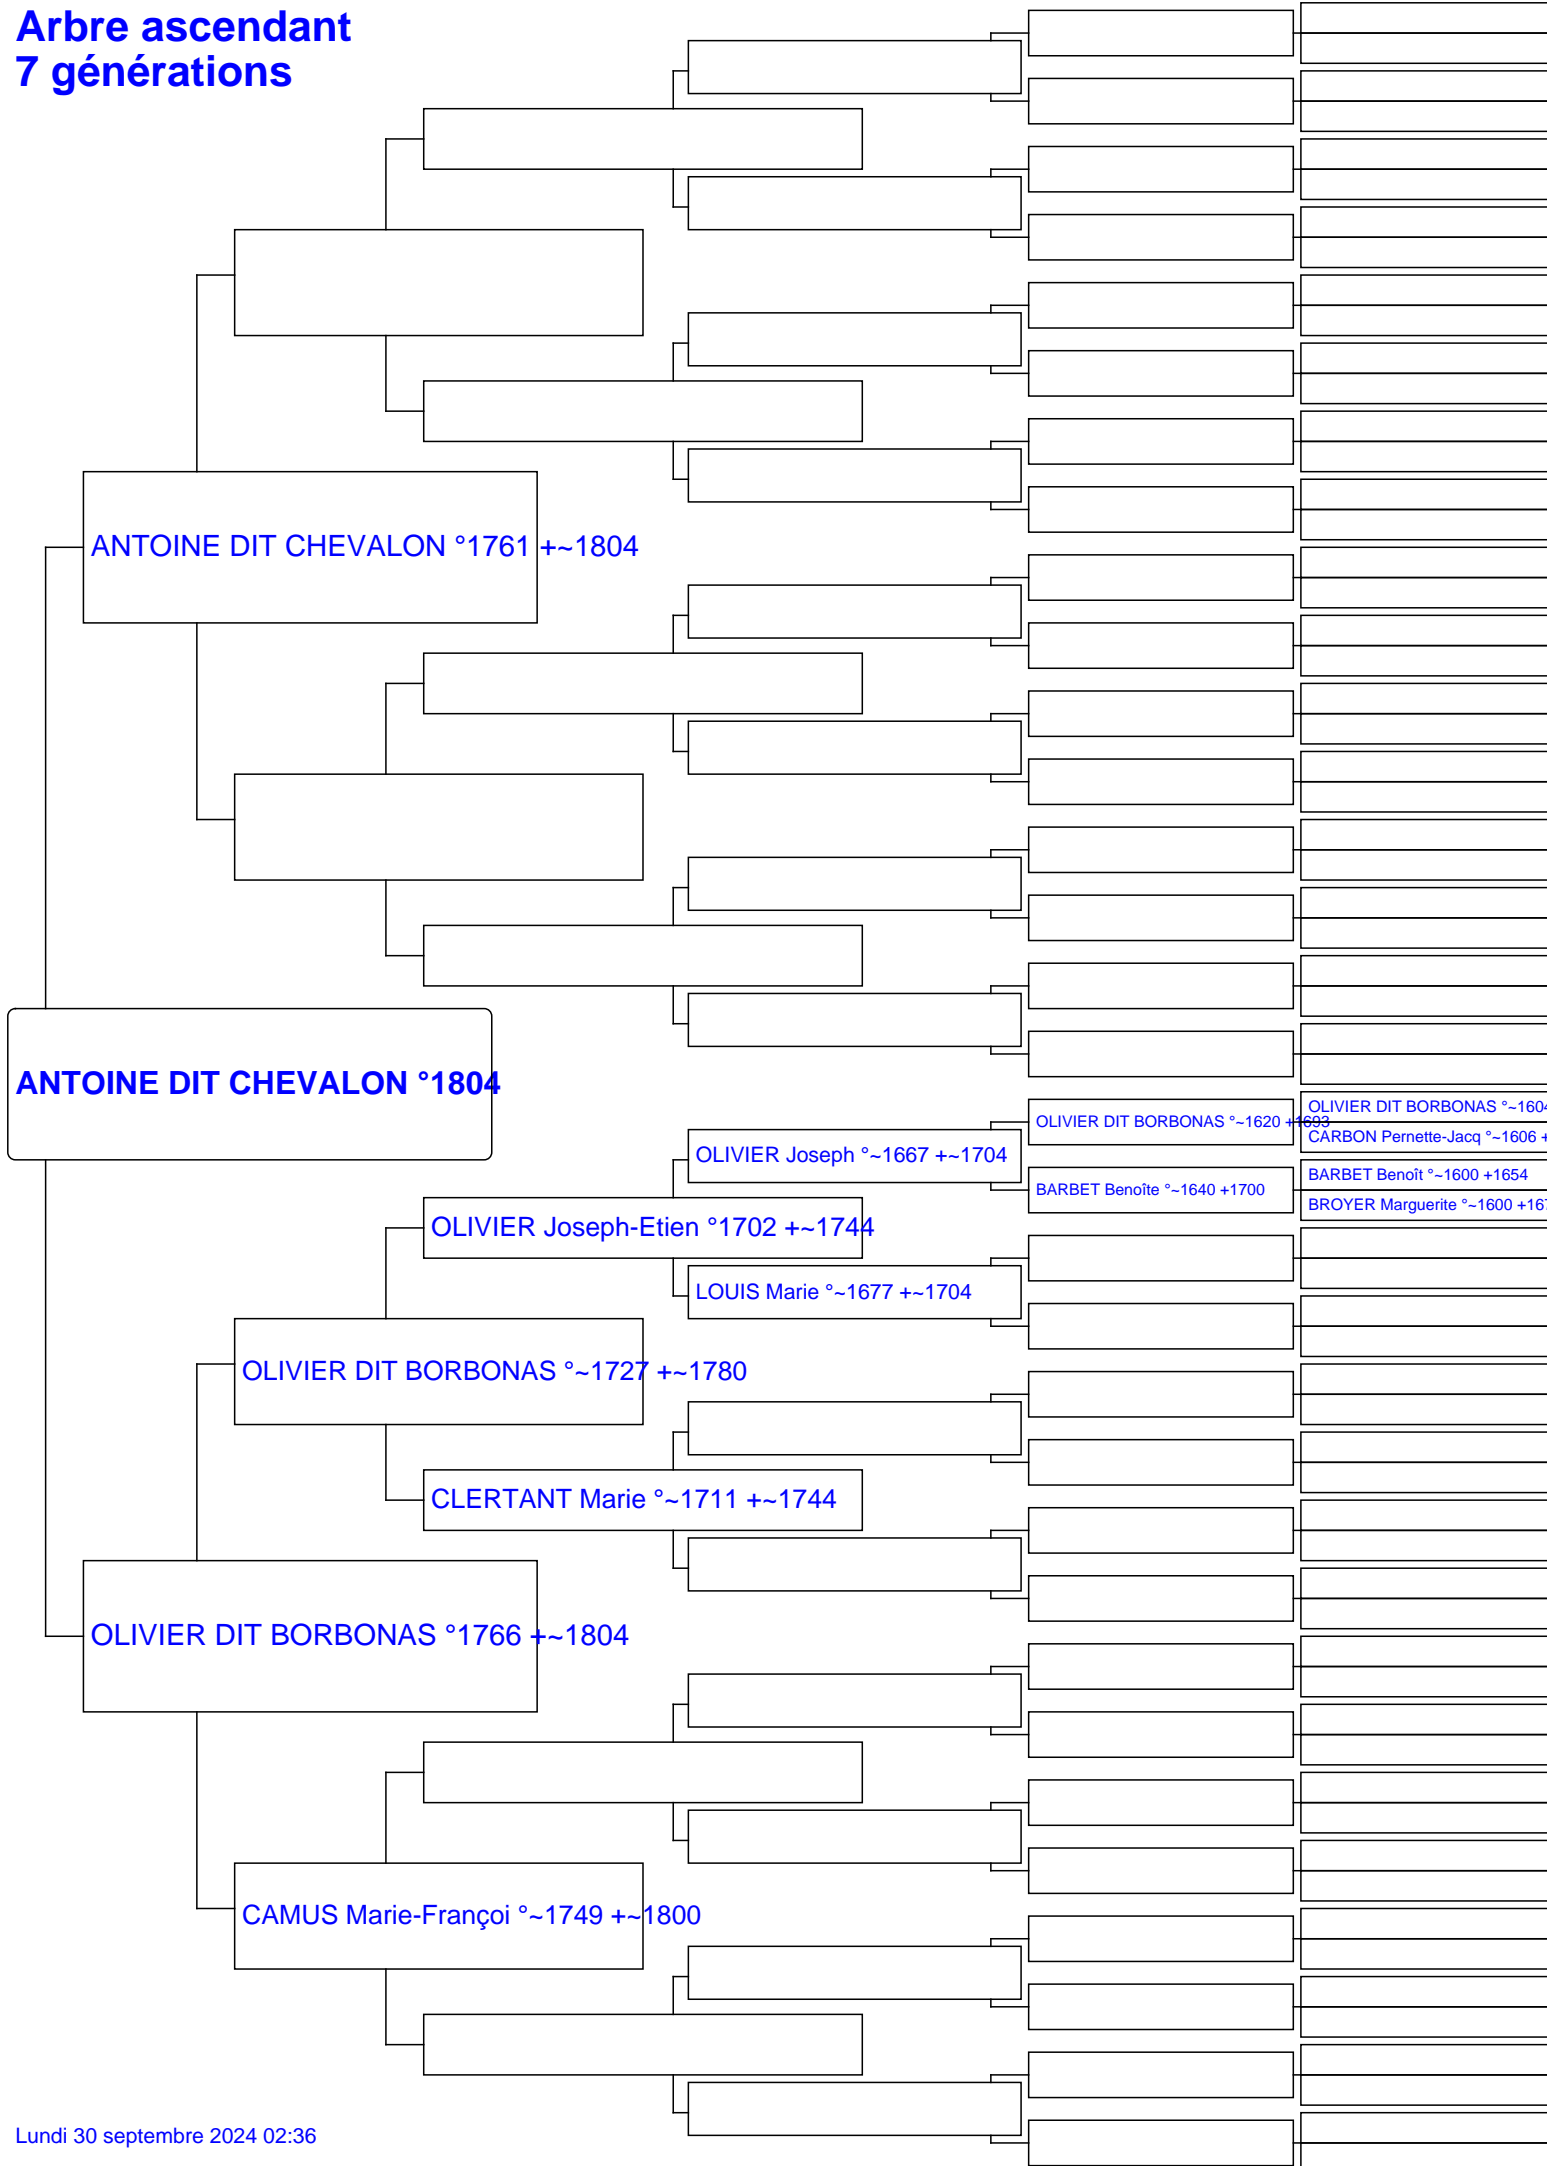 Arbre ascendant
7 générations
ANTOINE DIT CHEVALON °1761 +~1804
ANTOINE DIT CHEVALON °1804
OLIVIER DIT BORBONAS °~1604
OLIVIER DIT BORBONAS °~1620 +1693
CARBON Pernette-Jacq °~1606 +
OLIVIER Joseph °~1667 +~1704
BARBET Benoît °~1600 +1654
BARBET Benoîte °~1640 +1700
BROYER Marguerite °~1600 +167
OLIVIER Joseph-Etien °1702 +~1744
LOUIS Marie °~1677 +~1704
OLIVIER DIT BORBONAS °~1727 +~1780
CLERTANT Marie °~1711 +~1744
OLIVIER DIT BORBONAS °1766 +~1804
CAMUS Marie-Françoi °~1749 +~1800
Lundi 30 septembre 2024 02:36